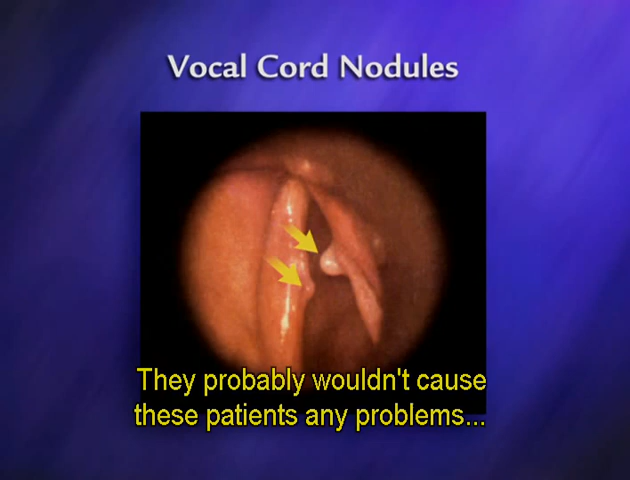 Vocal Cord Nodules
They probably wouldn't cause
these patients any problems...